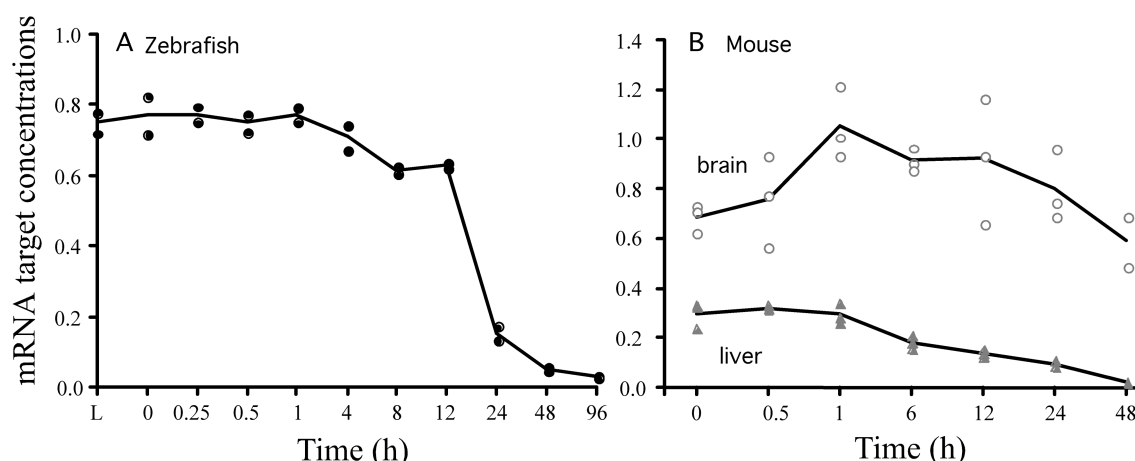 mRNA target concentrations
A Zebrafish
1.0
0.8
0.6
0.4
0.2
0.0
L 0 0.25 0.5 1 4 8 12 24 48 96
Time (h)
B Mouse
1.4
1.2
1.0
0.8
0.6
0.4
0.2
0.0
brain
liver
0 0.5 1 6 12 24 48
Time (h)